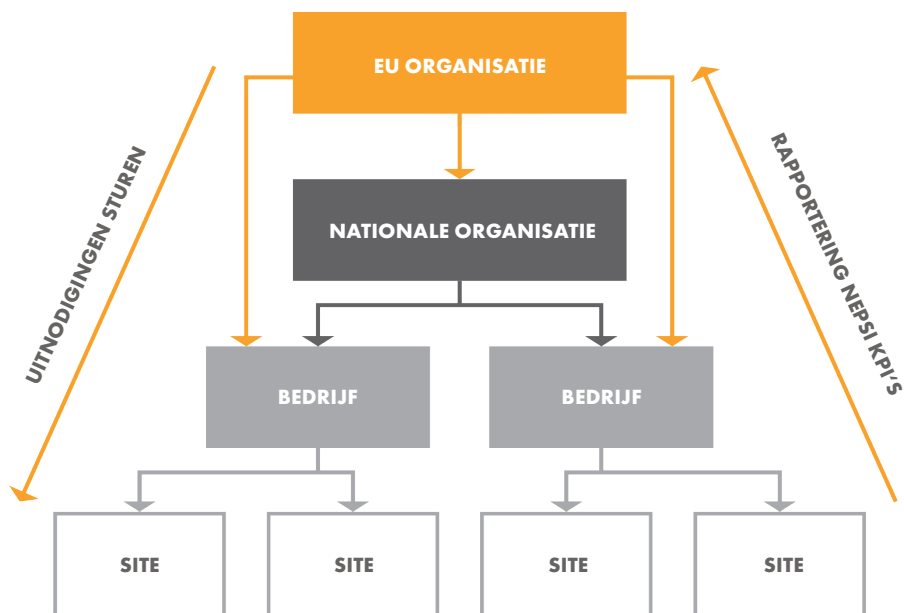 EU ORGANISATIE
UITNODIGINGEN STUREN
RAPPORTERING NEPSI KPI'S
NATIONALE ORGANISATIE
BEDRIJF
BEDRIJF
SITE
SITE
SITE
SITE